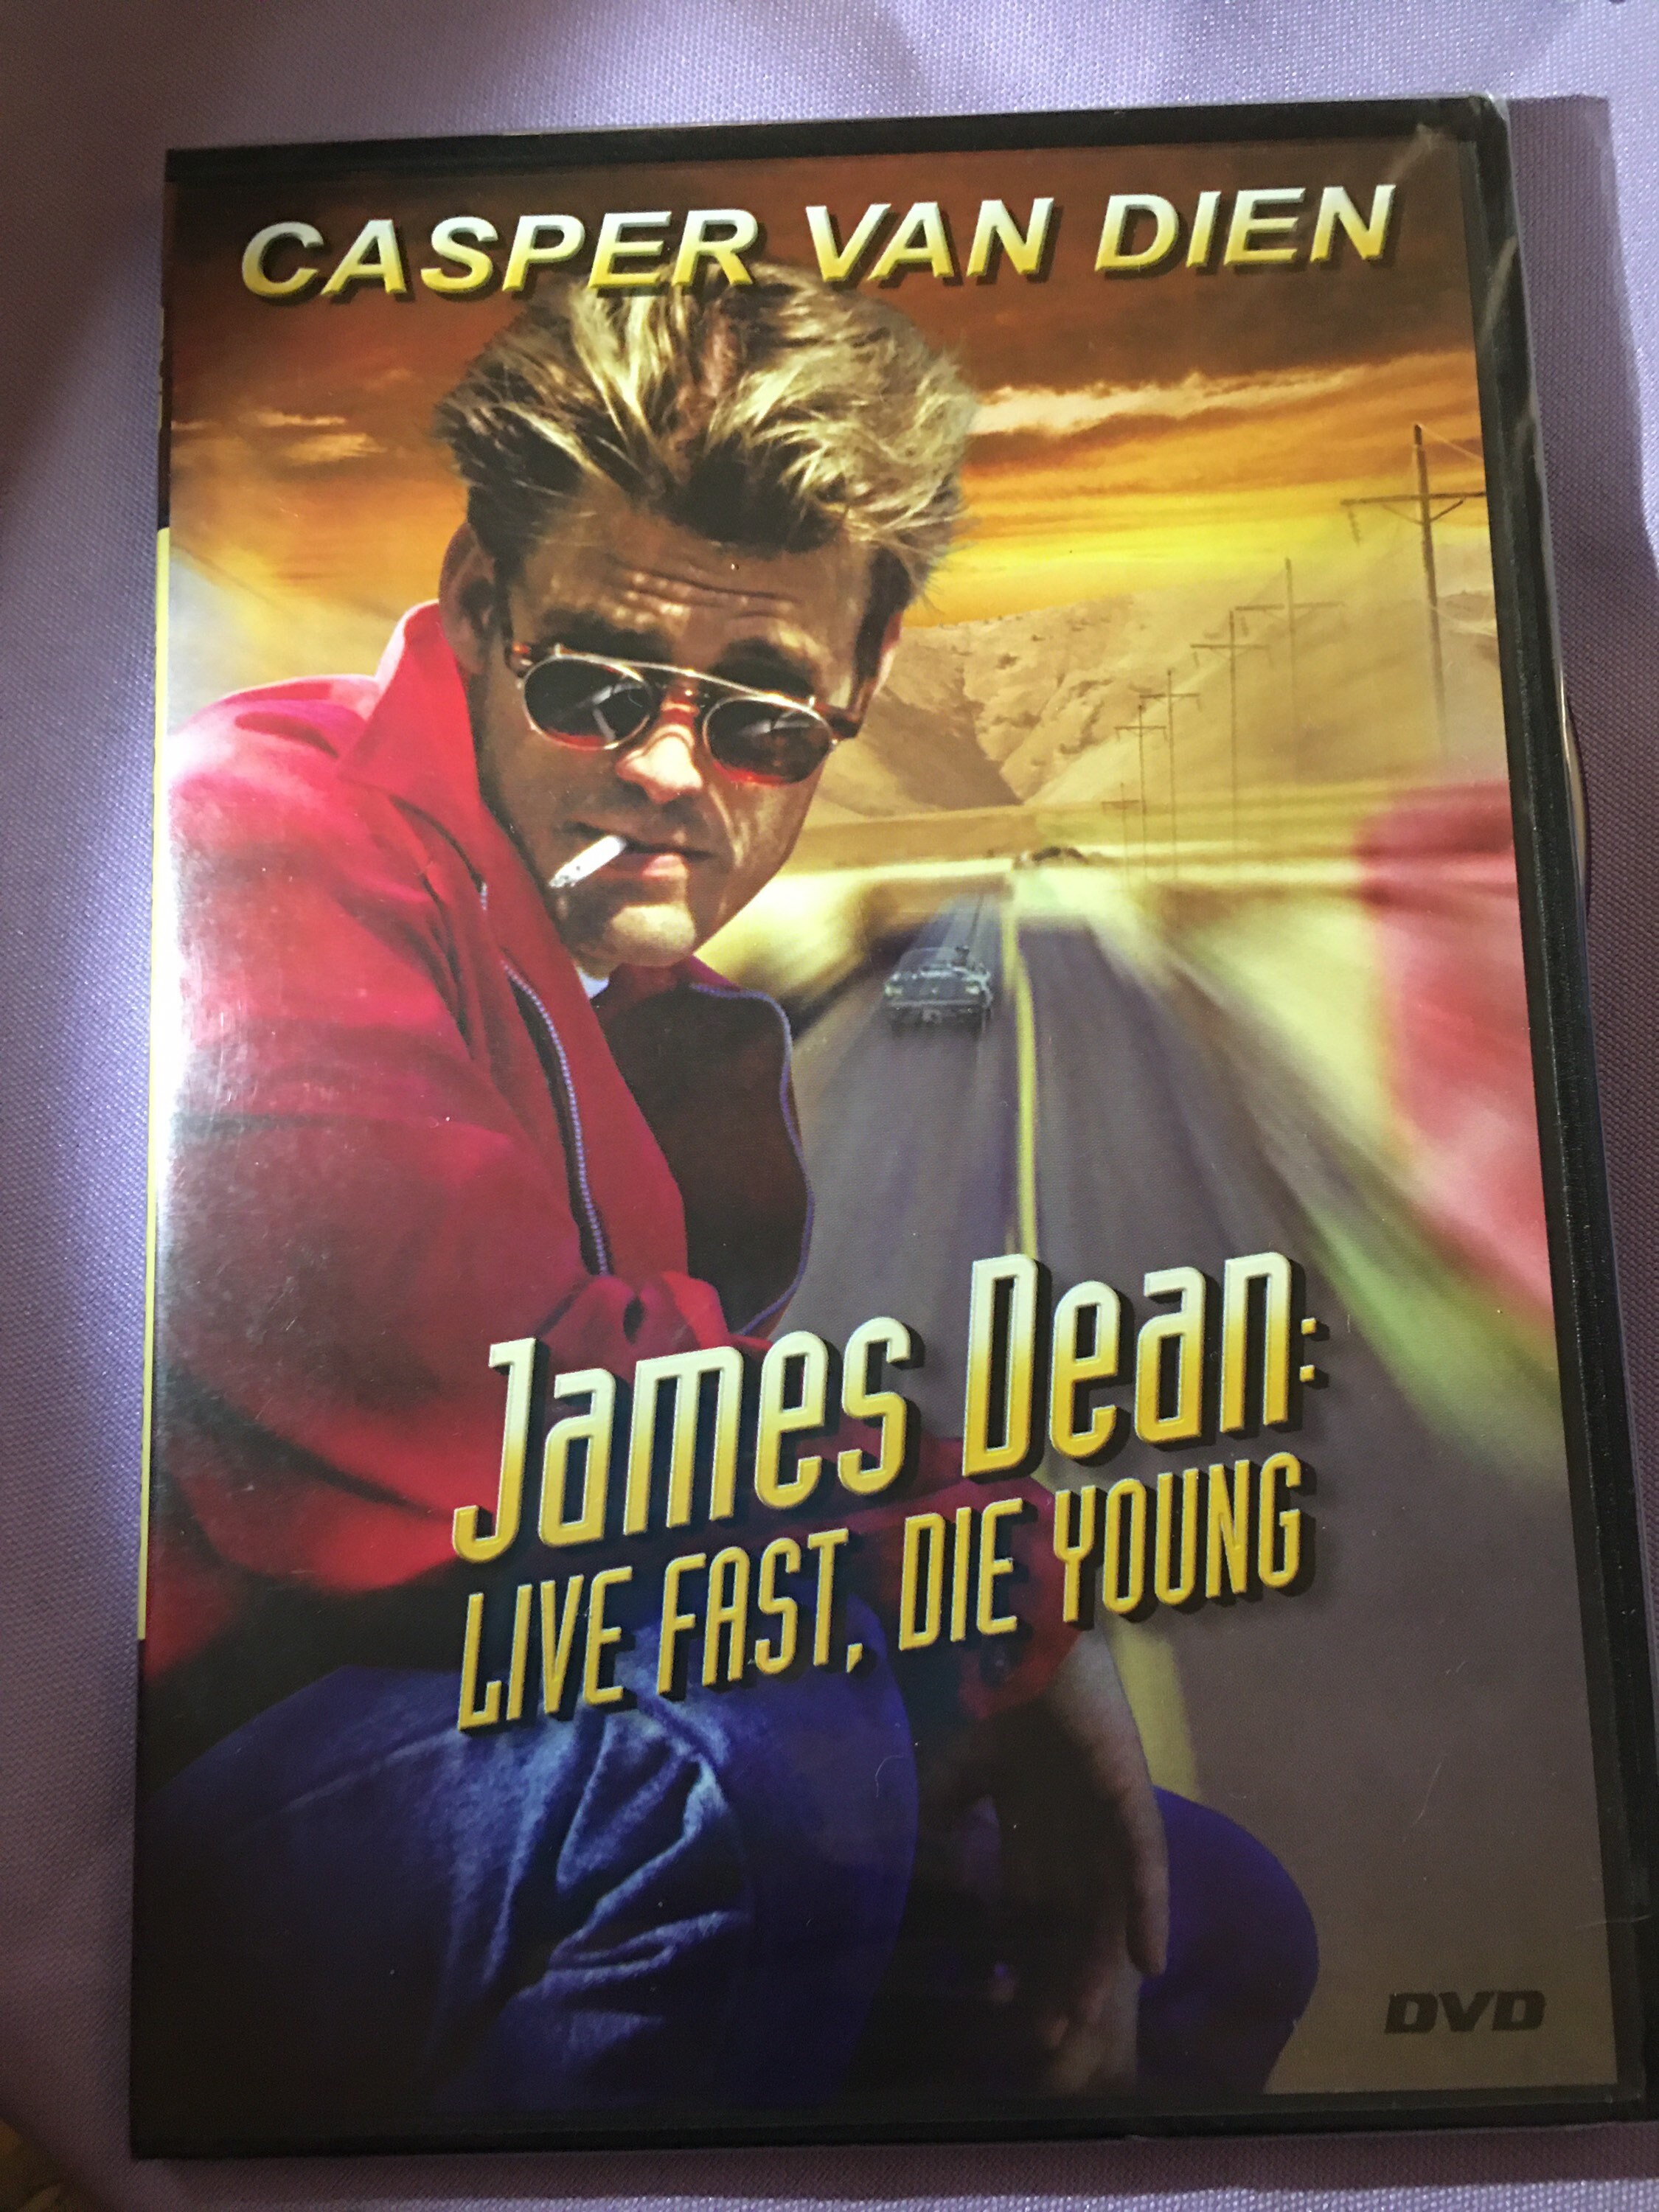 CASPER VAN DIEN
James Dean:
LIVE FAST, DIE YOUNG
DVD